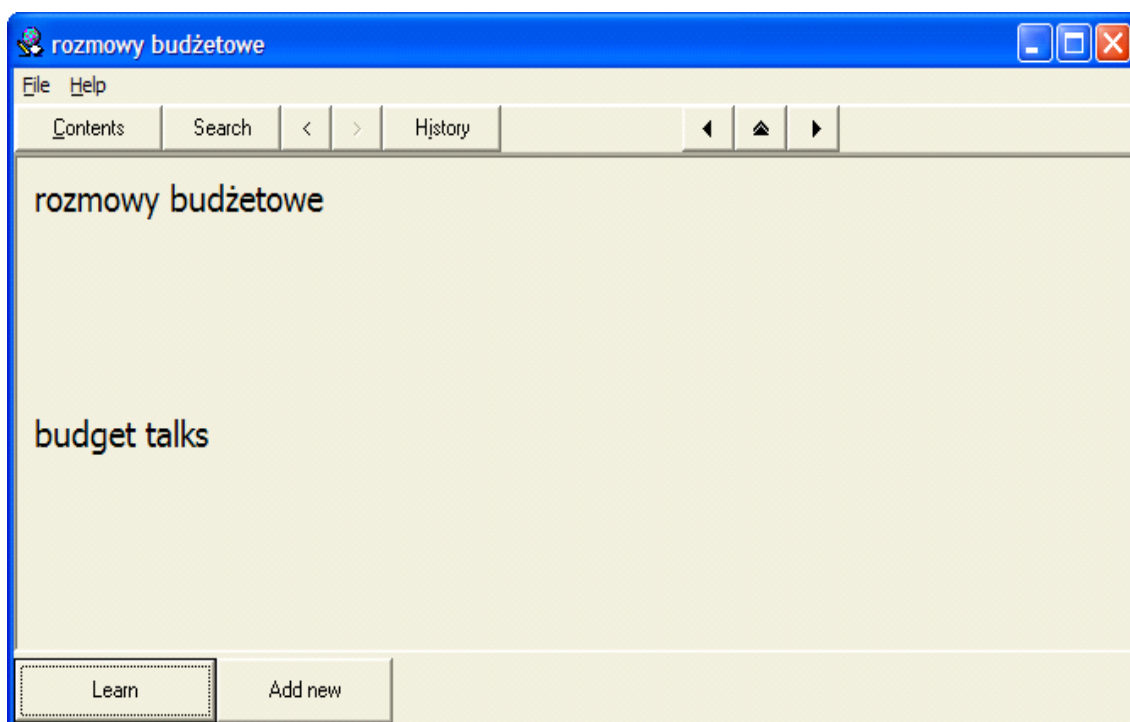 rozmowy budżetowe
File Help
Contents Search < > History
rozmowy budżetowe
budget talks
Learn Add new